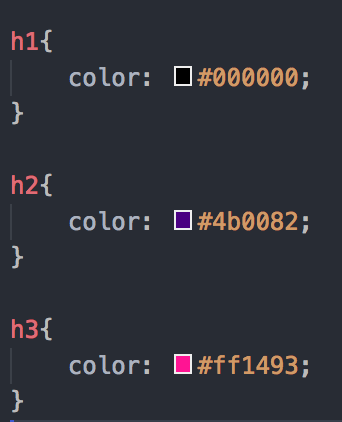 h1{
color: #000000;
}
h2{
color: #4b0082;
}
h3{
color: #ff1493;
}